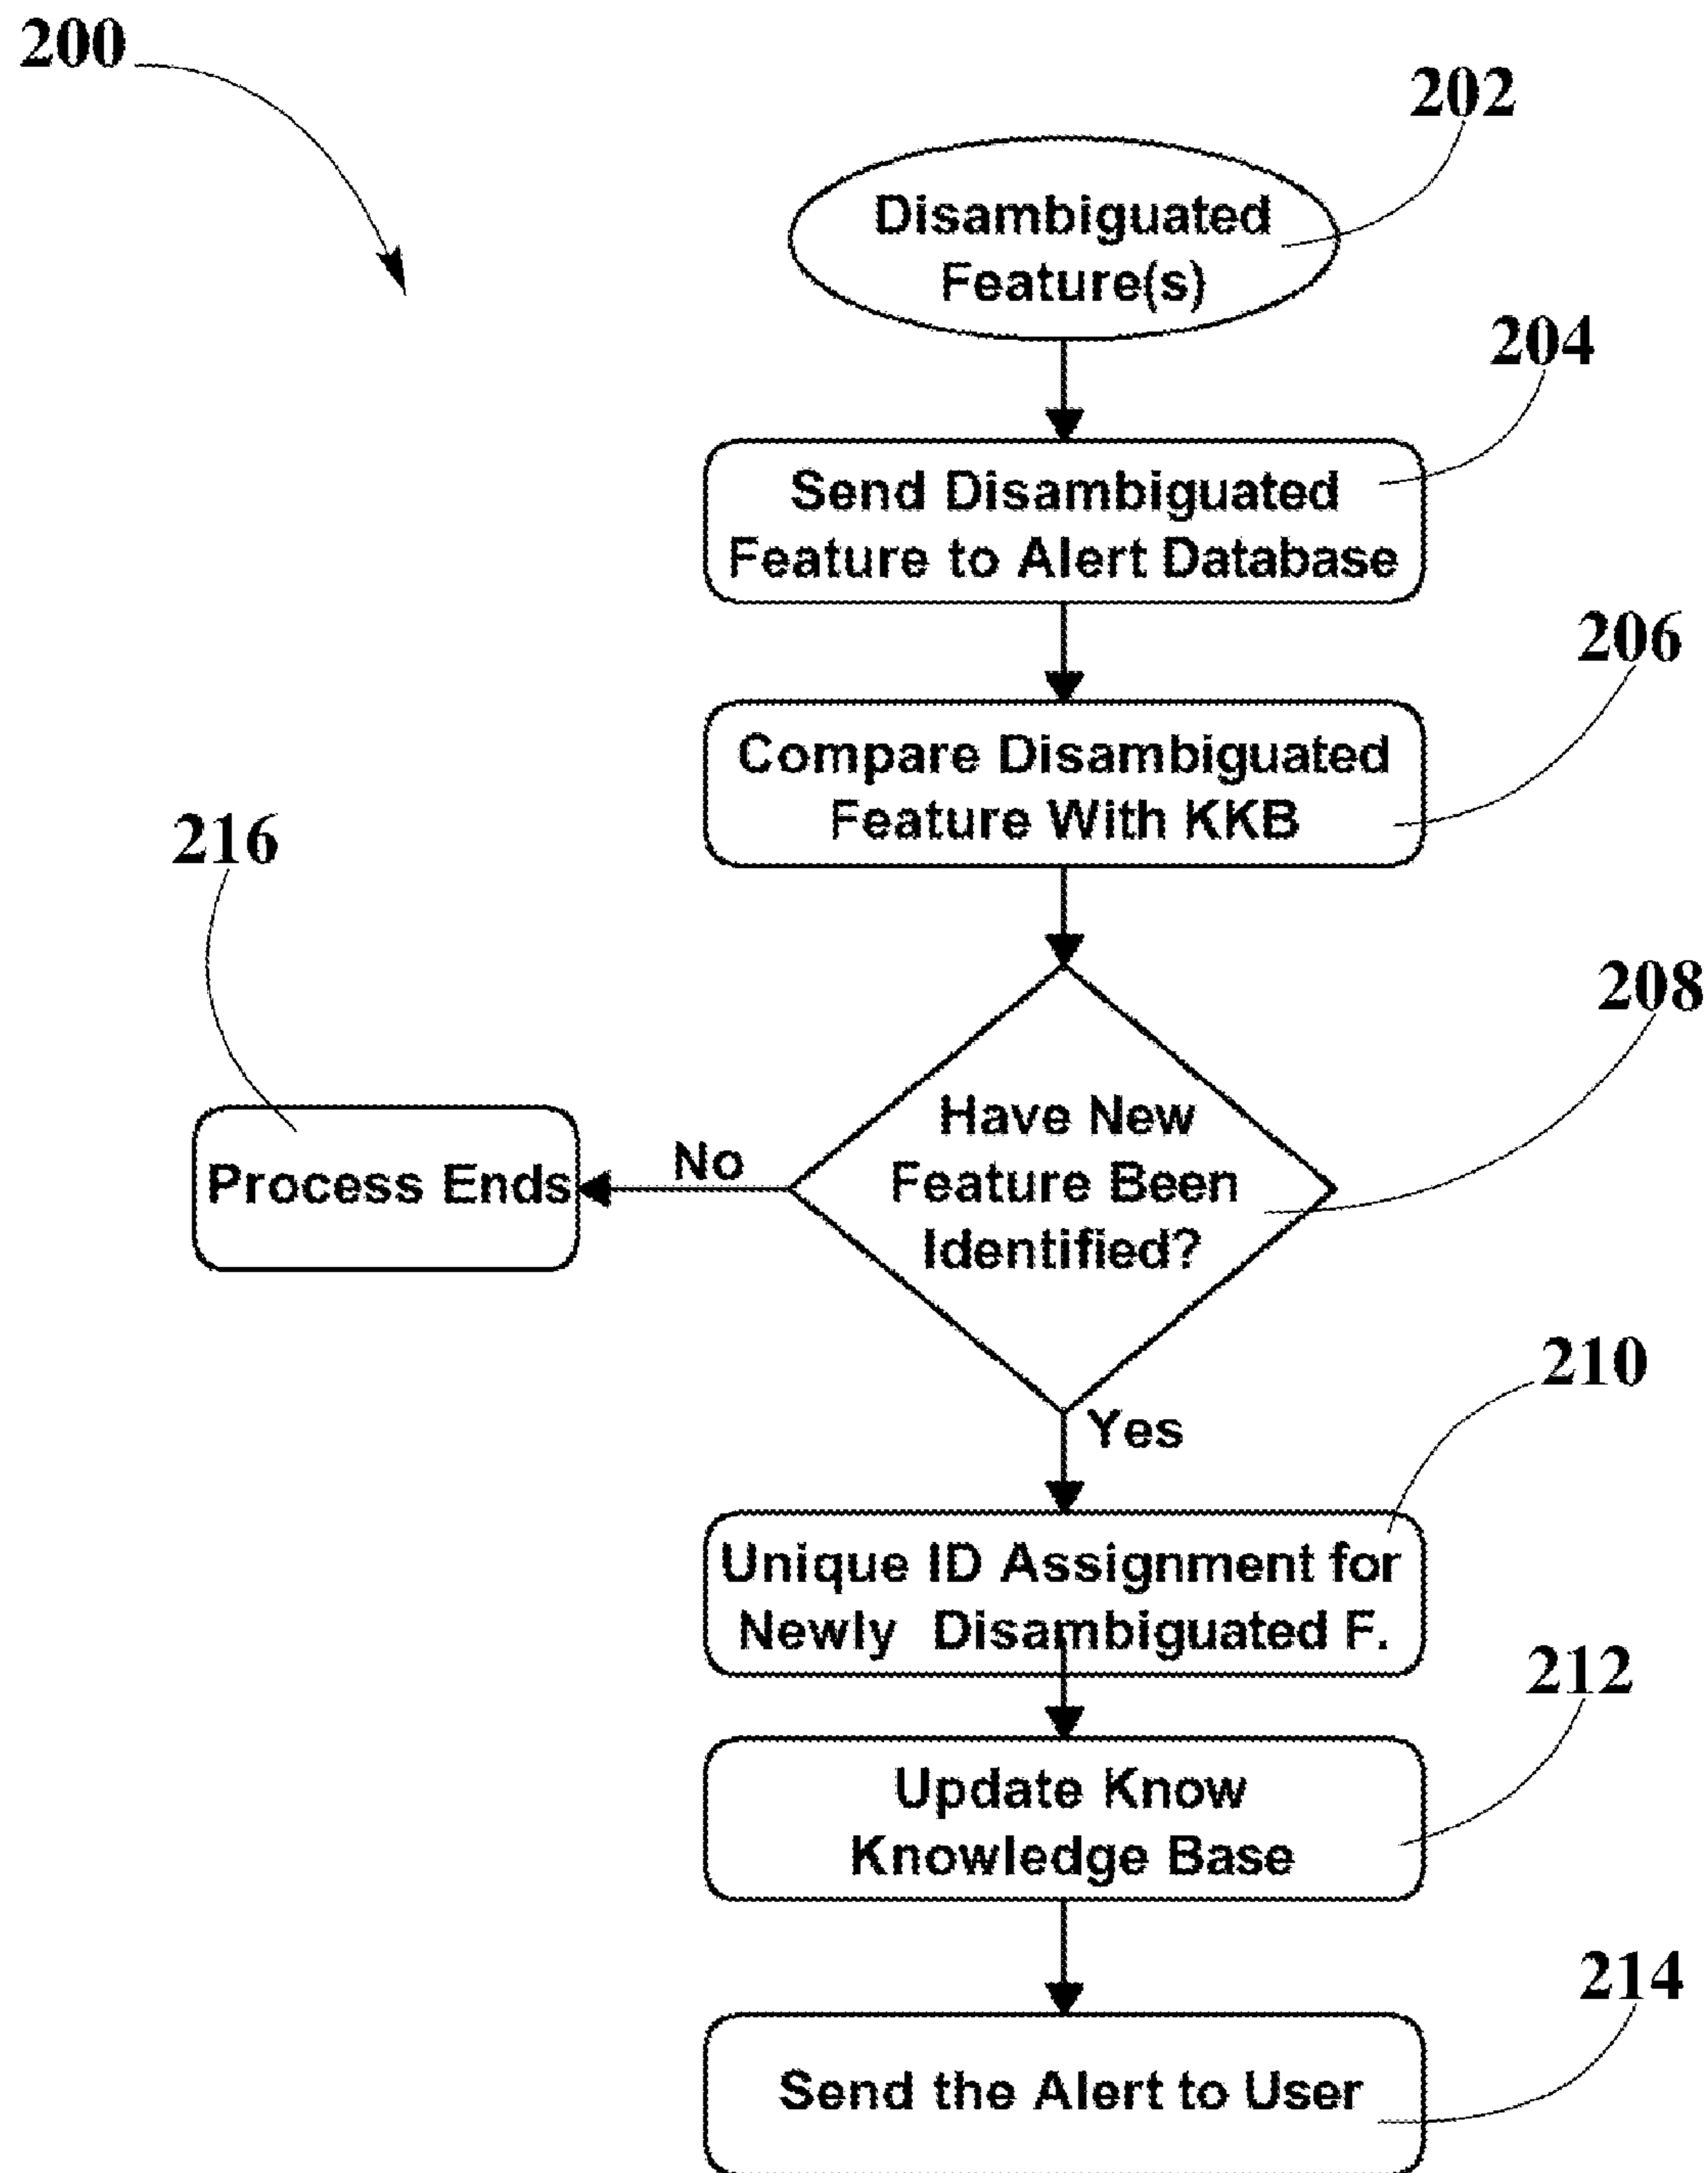 200
202
Disambiguated
Feature(s)
204
Send Disambiguated
Feature to Alert Database
206
Compare Disambiguated
Feature With KKB
216
208
Have New
Feature Been
Identified?
No
Process Ends
Yes
210
Unique ID Assignment for
Newly Disambiguated F.
212
Update Know
Knowledge Base
214
Send the Alert to User